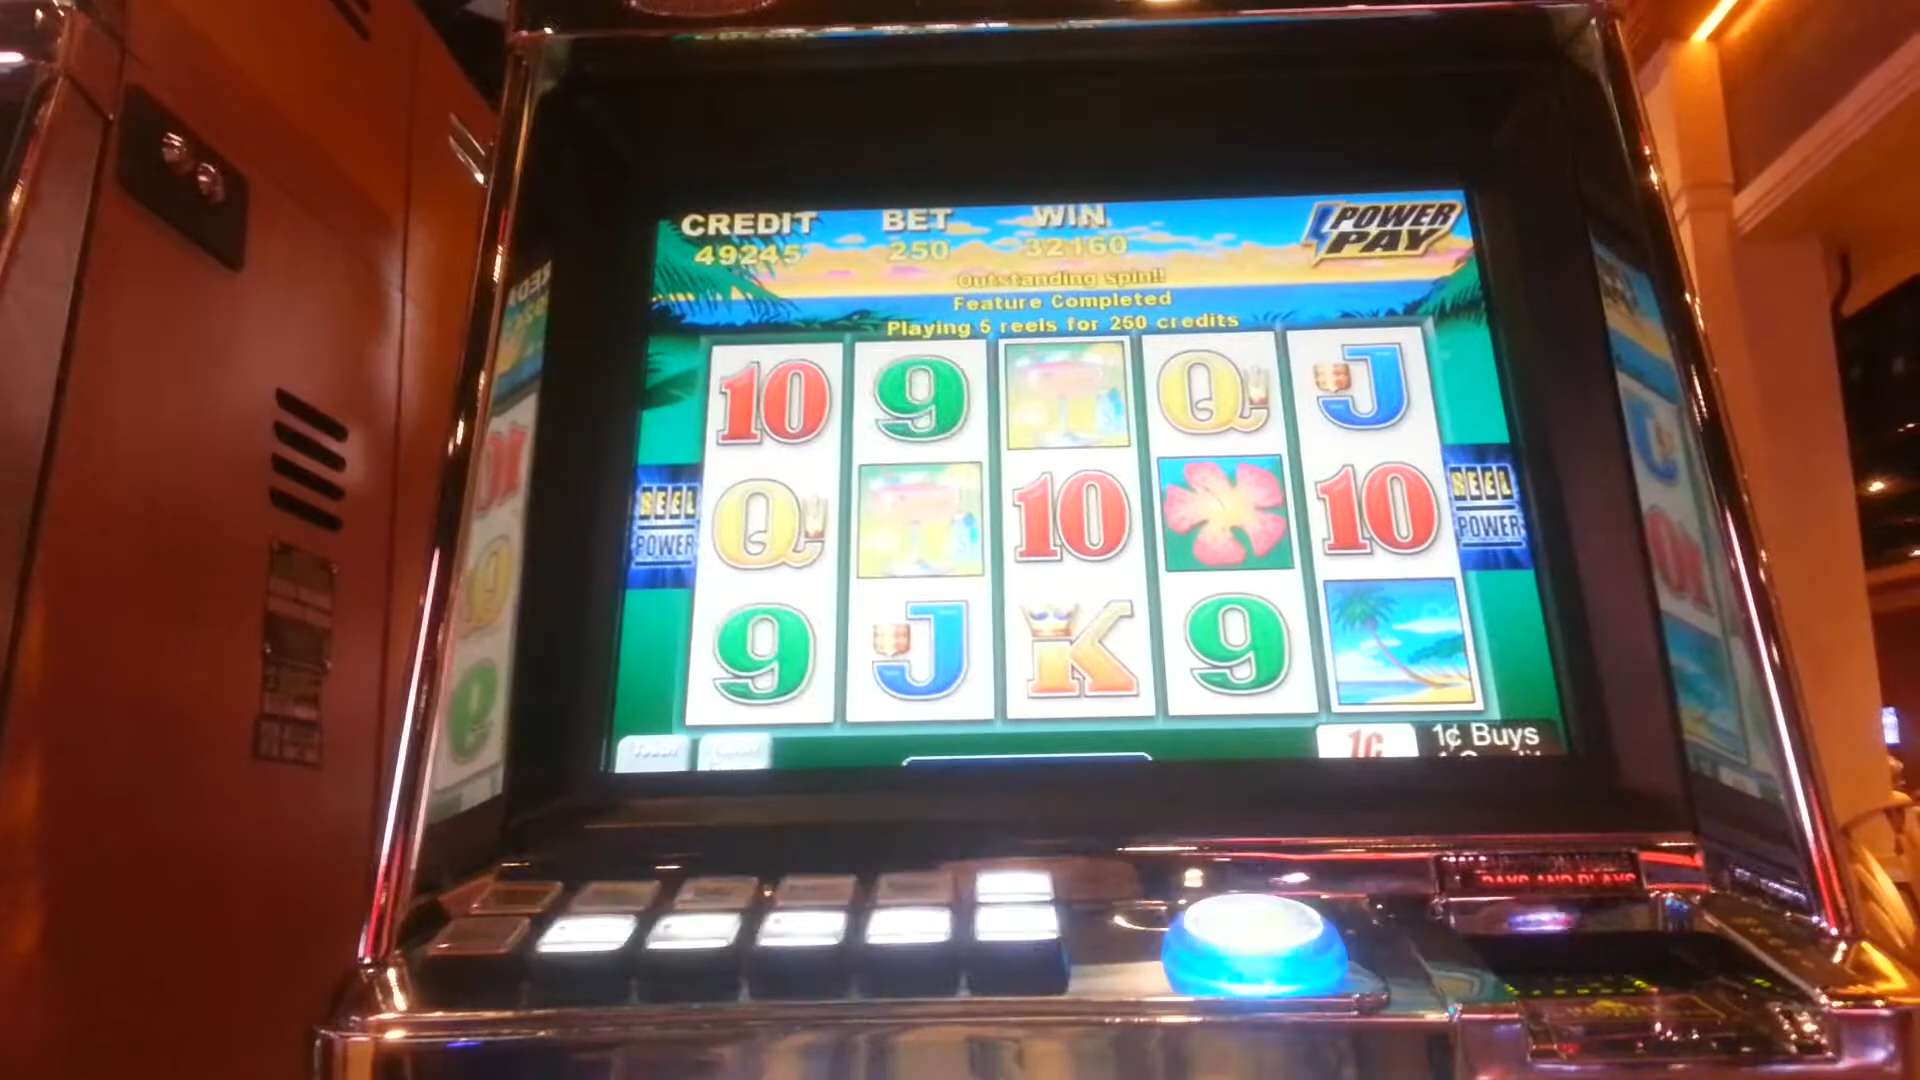 CREDIT BET WIN
49245 250 32160
POWER PAY
Outstanding spin!!
Feature Completed
Playing 5 reels for 250 credits
10 9 Q J
Q 10 10
9 J K 9
REEL POWER
REEL POWER
Touch
1¢
1¢ Buys